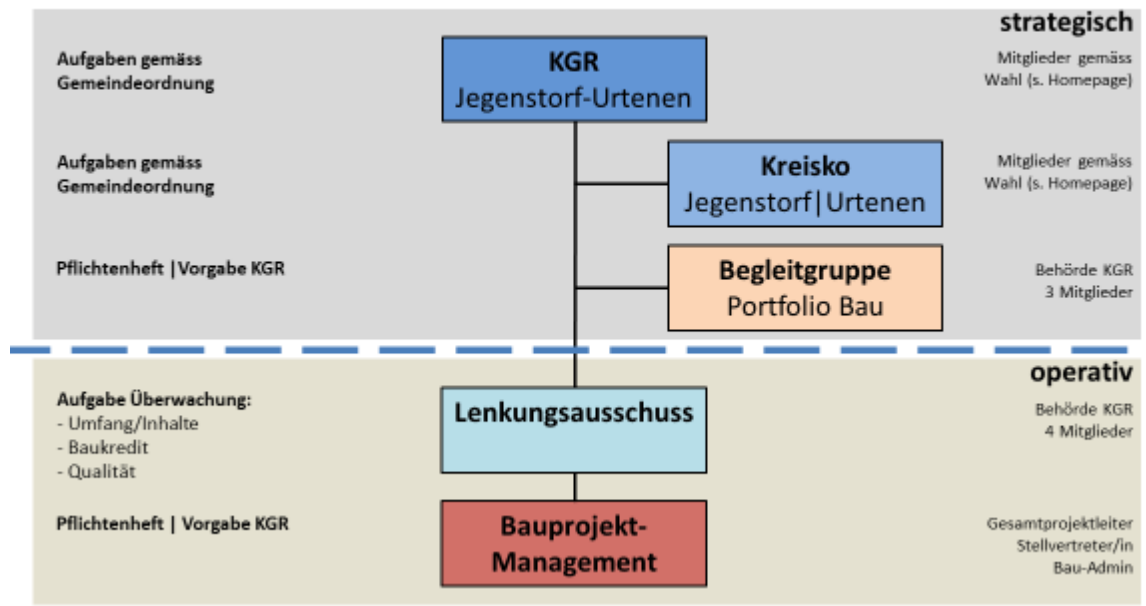 strategisch
Aufgaben gemäss
Gemeindeordnung
KGR
Jegenstorf-Urtenen
Mitglieder gemäss
Wahl (s. Homepage)
Aufgaben gemäss
Gemeindeordnung
Kreisko
Jegenstorf|Urtenen
Mitglieder gemäss
Wahl (s. Homepage)
Pflichtenheft |Vorgabe KGR
Begleitgruppe
Portfolio Bau
Behörde KGR
3 Mitglieder
operativ
Aufgabe Überwachung:
- Umfang/Inhalte
- Baukredit
- Qualität
Lenkungsausschuss
Behörde KGR
4 Mitglieder
Pflichtenheft | Vorgabe KGR
Bauprojekt-
Management
Gesamtprojektleiter
Stellvertreter/in
Bau-Admin